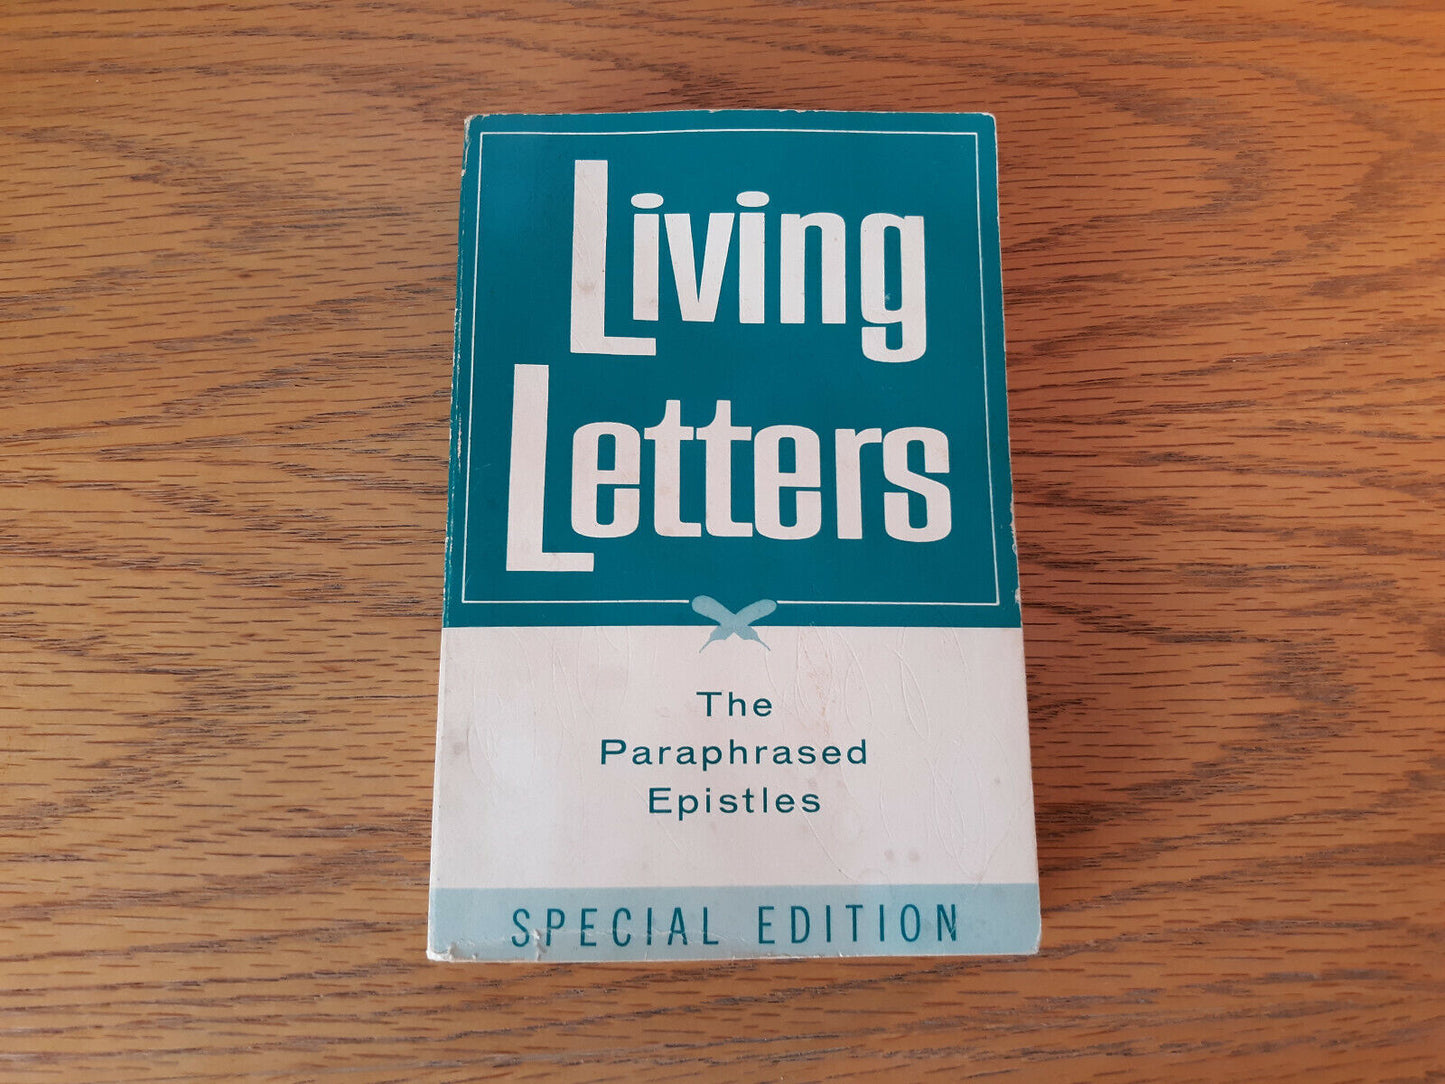 Living
Letters
The
Paraphrased
Epistles
SPECIAL EDITION